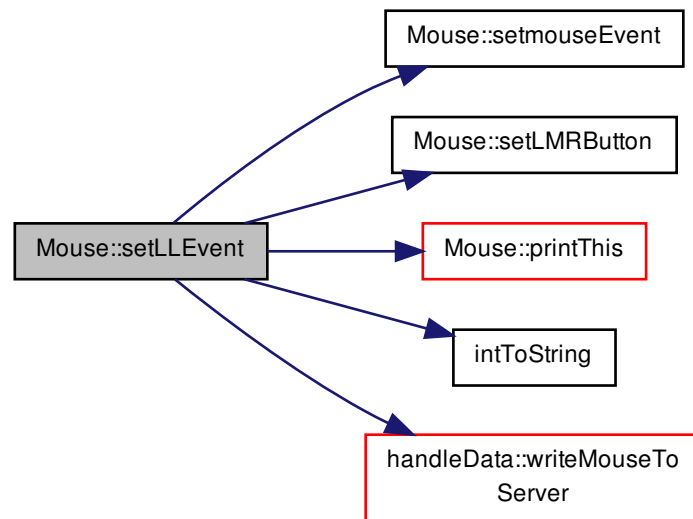 Mouse::setmouseEvent
Mouse::setLMRButton
Mouse::setLLEvent
Mouse::printThis
intToString
handleData::writeMouseTo
Server